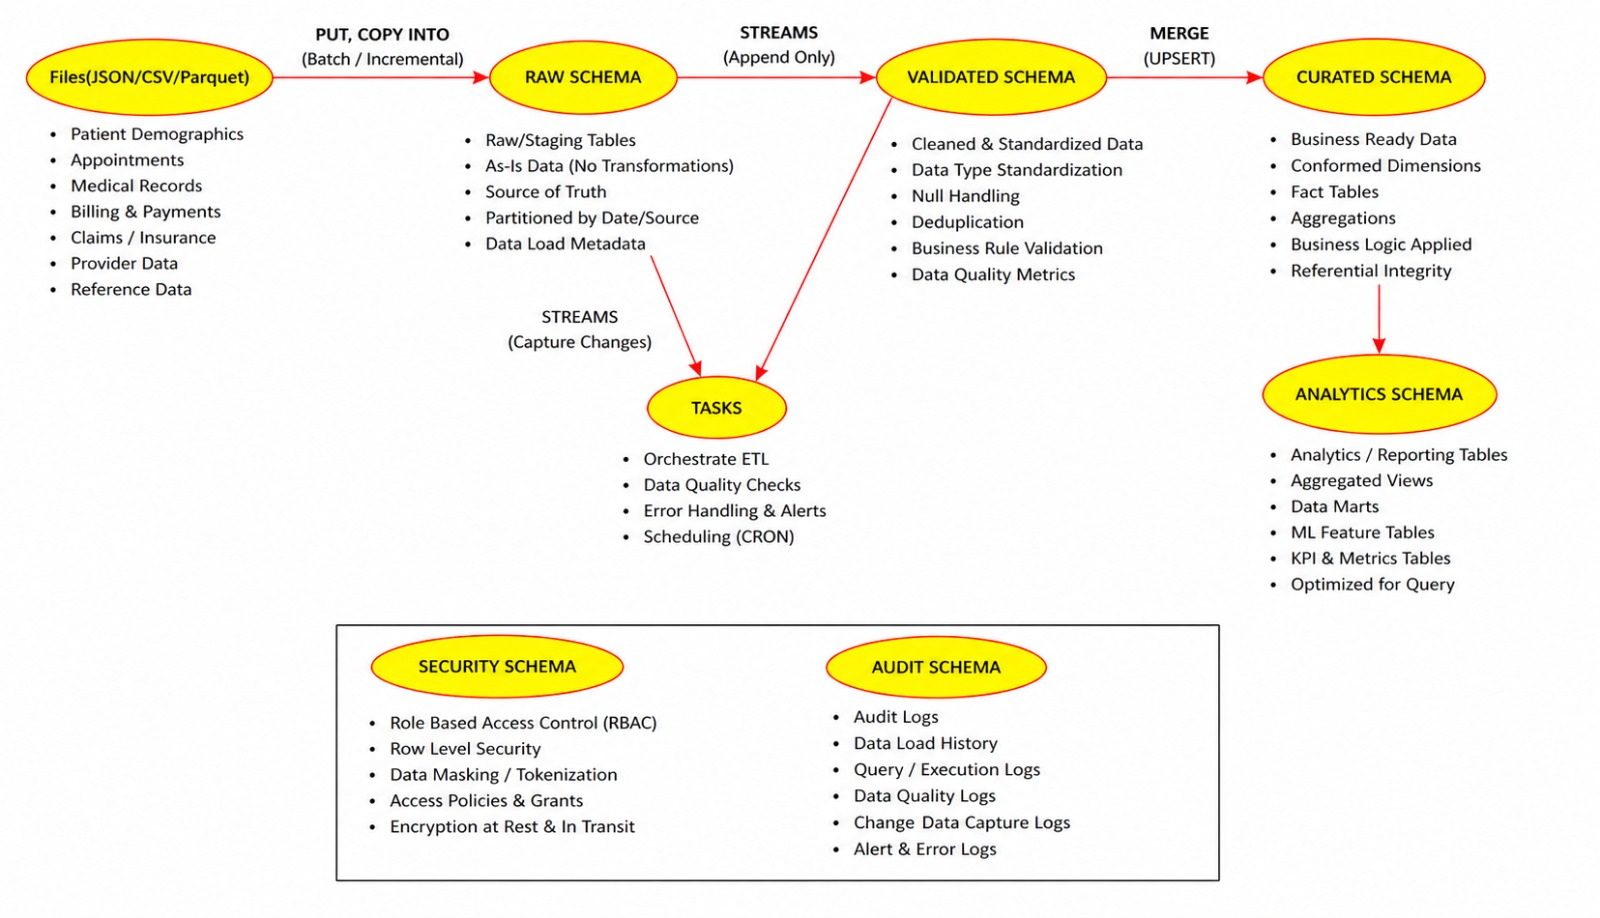 Files(JSON/CSV/Parquet)
• Patient Demographics
• Appointments
• Medical Records
• Billing & Payments
• Claims / Insurance
• Provider Data
• Reference Data
PUT, COPY INTO
(Batch / Incremental)
RAW SCHEMA
• Raw/Staging Tables
• As-Is Data (No Transformations)
• Source of Truth
• Partitioned by Date/Source
• Data Load Metadata
STREAMS
(Append Only)
VALIDATED SCHEMA
• Cleaned & Standardized Data
• Data Type Standardization
• Null Handling
• Deduplication
• Business Rule Validation
• Data Quality Metrics
MERGE
(UPSERT)
CURATED SCHEMA
• Business Ready Data
• Conformed Dimensions
• Fact Tables
• Aggregations
• Business Logic Applied
• Referential Integrity
STREAMS
(Capture Changes)
TASKS
• Orchestrate ETL
• Data Quality Checks
• Error Handling & Alerts
• Scheduling (CRON)
ANALYTICS SCHEMA
• Analytics / Reporting Tables
• Aggregated Views
• Data Marts
• ML Feature Tables
• KPI & Metrics Tables
• Optimized for Query
SECURITY SCHEMA
• Role Based Access Control (RBAC)
• Row Level Security
• Data Masking / Tokenization
• Access Policies & Grants
• Encryption at Rest & In Transit
AUDIT SCHEMA
• Audit Logs
• Data Load History
• Query / Execution Logs
• Data Quality Logs
• Change Data Capture Logs
• Alert & Error Logs